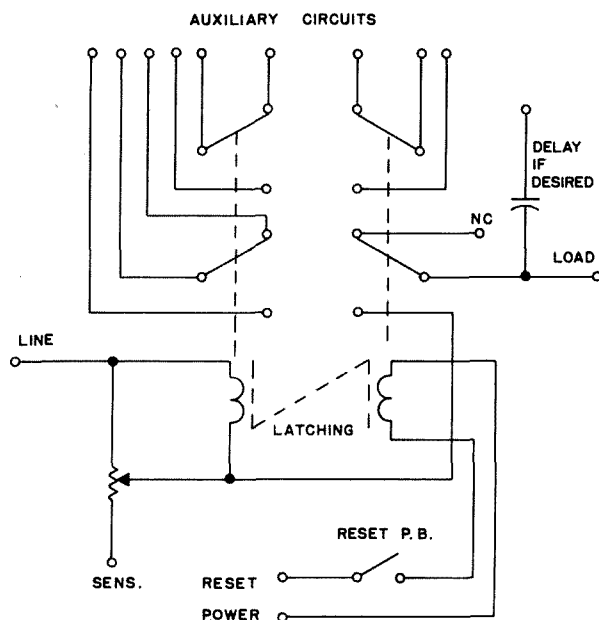 AUXILIARY CIRCUITS
DELAY
IF
DESIRED
NC
LOAD
LINE
LATCHING
RESET P.B.
SENS.
RESET
POWER